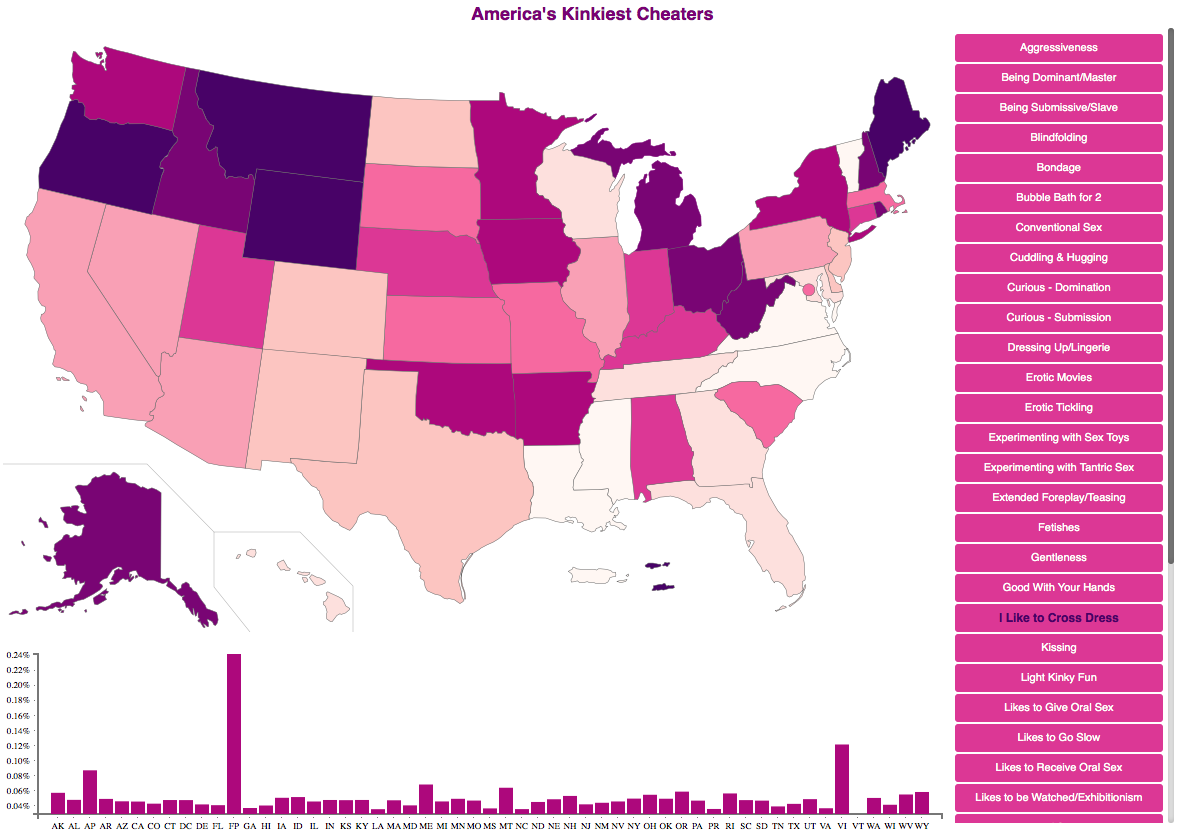 America's Kinkiest Cheaters
Aggressiveness
Being Dominant/Master
Being Submissive/Slave
Blindfolding
Bondage
Bubble Bath for 2
Conventional Sex
Cuddling & Hugging
Curious - Domination
Curious - Submission
Dressing Up/Lingerie
Erotic Movies
Erotic Tickling
Experimenting with Sex Toys
Experimenting with Tantric Sex
Extended Foreplay/Teasing
Fetishes
Gentleness
Good With Your Hands
I Like to Cross Dress
Kissing
Light Kinky Fun
Likes to Give Oral Sex
Likes to Go Slow
Likes to Receive Oral Sex
Likes to be Watched/Exhibitionism
0.24%
0.22%
0.20%
0.18%
0.16%
0.14%
0.12%
0.10%
0.08%
0.06%
0.04%
AK AL AP AR AZ CA CO CT DC DE FL FP GA HI IA ID IL IN KS KY LA MA MD ME MI MN MO MS MT NC ND NE NH NJ NM NV NY OH OK OR PA PR RI SC SD TN TX UT VA VI VT WA WI WV WY